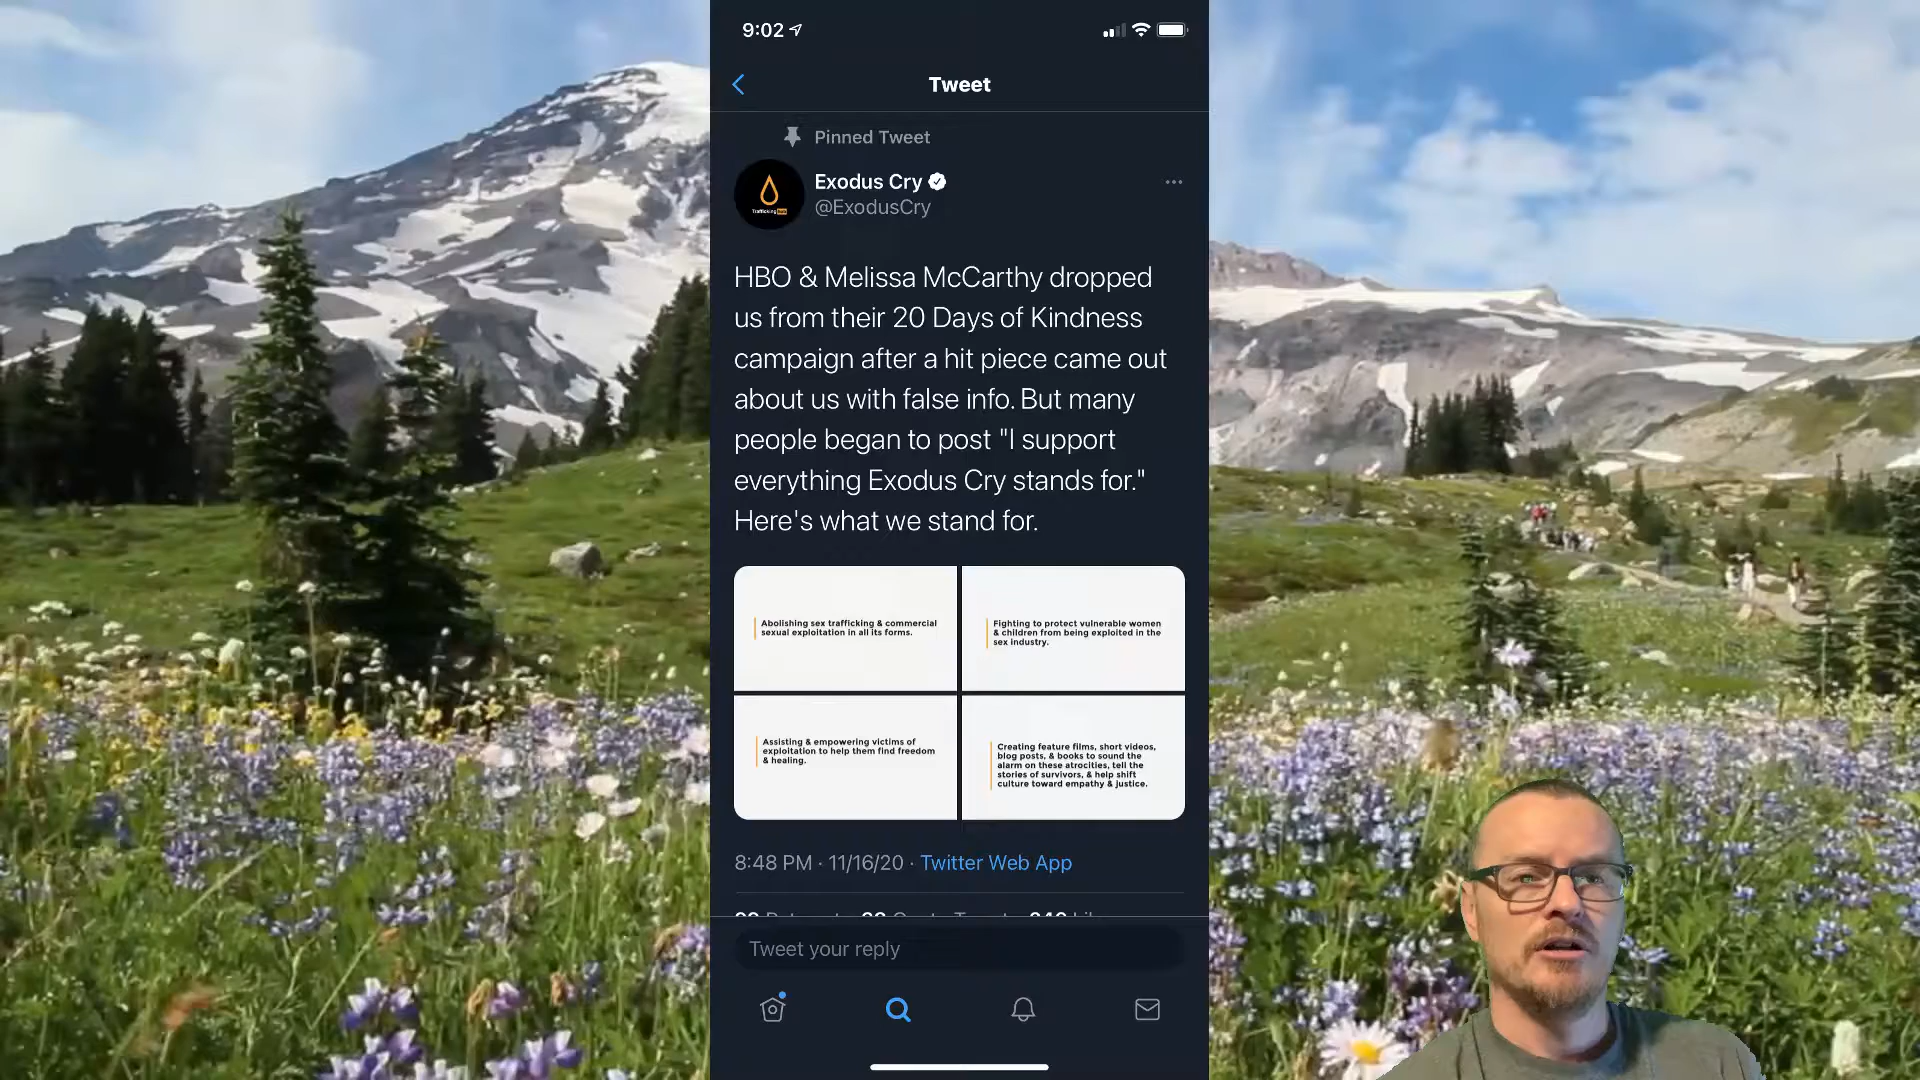 9:02
Tweet
Pinned Tweet
Exodus Cry
@ExodusCry
HBO & Melissa McCarthy dropped
us from their 20 Days of Kindness
campaign after a hit piece came out
about us with false info. But many
people began to post "I support
everything Exodus Cry stands for."
Here's what we stand for.
Abolishing sex trafficking & commercial
sexual exploitation in all its forms.
Fighting to protect vulnerable women
& children from being exploited in the
sex industry.
Assisting & empowering victims of
exploitation to help them find freedom
& healing.
Creating feature films, short videos,
blog posts, & books to sound the
alarm on these atrocities, tell the
stories of survivors, & help shift
culture toward empathy & justice.
8:48 PM · 11/16/20 · Twitter Web App
Tweet your reply